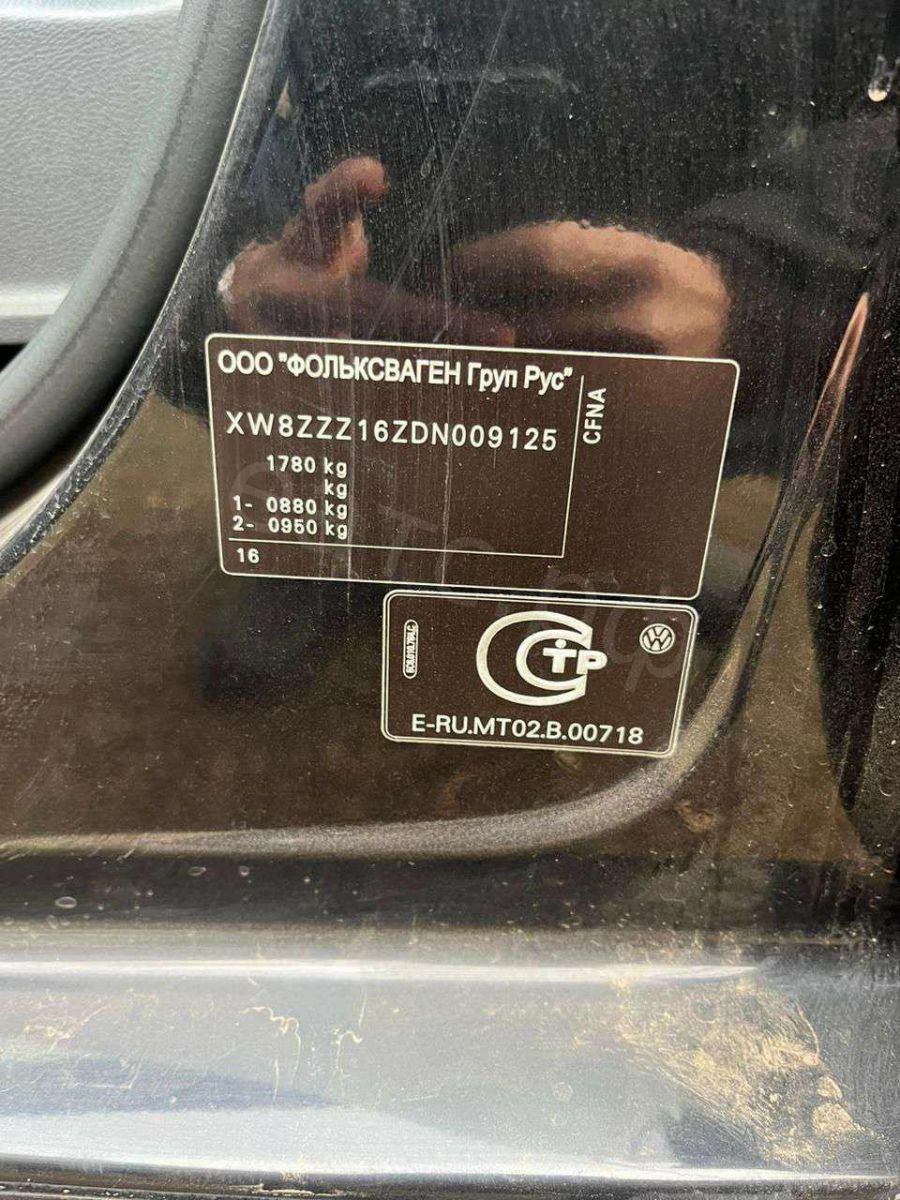 ООО "ФОЛЬКСВАГЕН Груп Рус"
XW8ZZZ16ZDN009125
CFNA
1780 kg
kg
1- 0880 kg
2- 0950 kg
16
СТР
E-RU.MT02.B.00718